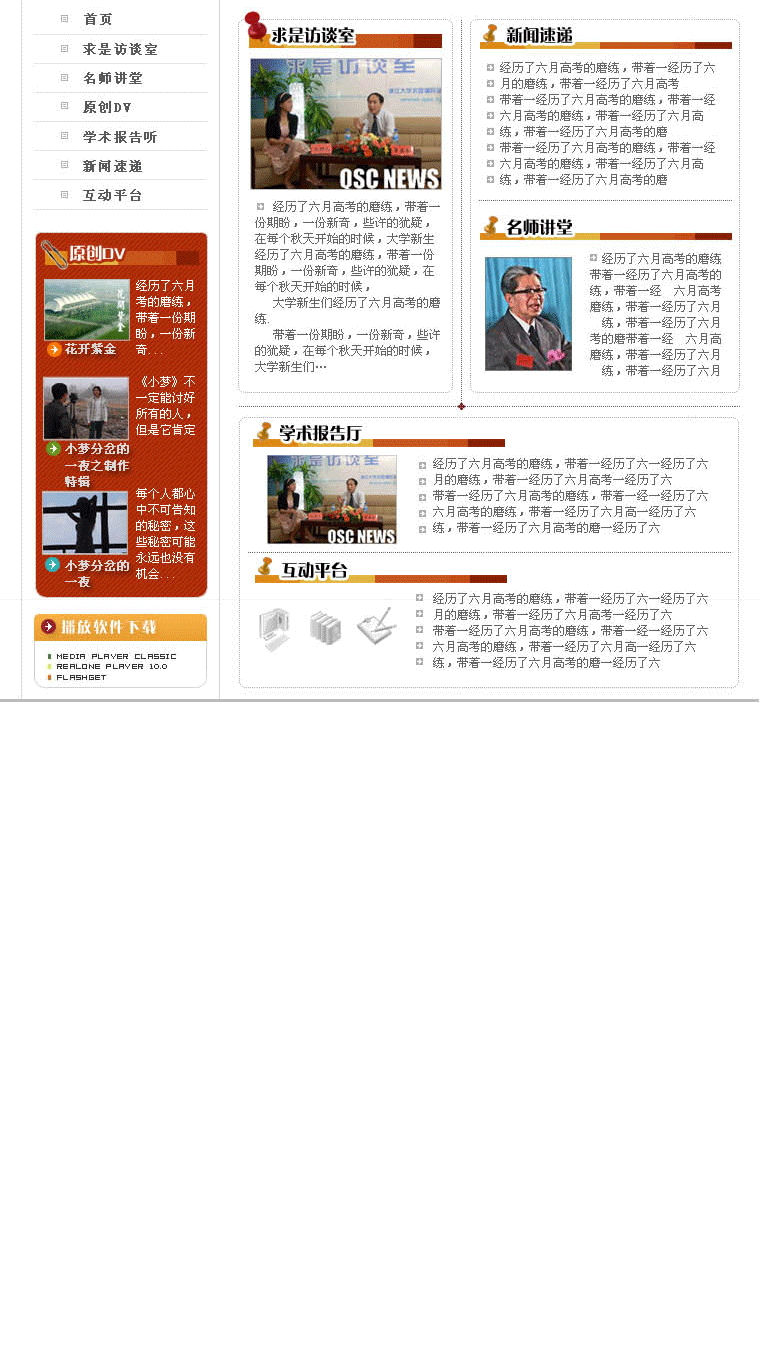 首页
求是访谈室
名师讲堂
原创DV
学术报告听
新闻速递
互动平台
原创DV
花开紫金
经历了六月
考的磨练，
带着一份期
盼，一份新
奇...
花开紫金
《小梦》不
一定能讨好
所有的人，
但是它肯定
小梦分岔的
一夜之制作
特辑
每个人都心
中不可告知
的秘密，这
些秘密可能
永远也没有
机会...
小梦分岔的
一夜
播放软件下载
MEDIA PLAYER CLASSIC
REALONE PLAYER 10.0
FLASHGET
求是访谈室
求是访谈室
QSC NEWS
经历了六月高考的磨练，带着一
份期盼，一份新奇，些许的犹疑，
在每个秋天开始的时候，大学新生
经历了六月高考的磨练，带着一份
期盼，一份新奇，些许的犹疑，在
每个秋天开始的时候，
大学新生们经历了六月高考的磨
练.
带着一份期盼，一份新奇，些许
的犹疑，在每个秋天开始的时候，
大学新生们…
新闻速递
经历了六月高考的磨练，带着一经历了六
月的磨练，带着一经历了六月高考
带着一经历了六月高考的磨练，带着一经
六月高考的磨练，带着一经历了六月高
练，带着一经历了六月高考的磨
带着一经历了六月高考的磨练，带着一经
六月高考的磨练，带着一经历了六月高
练，带着一经历了六月高考的磨
名师讲堂
经历了六月高考的磨练
带着一经历了六月高考的
练，带着一经　六月高考
磨练，带着一经历了六月
练，带着一经历了六月
考的磨带着一经　六月高
磨练，带着一经历了六月
练，带着一经历了六月
学术报告厅
QSC NEWS
经历了六月高考的磨练，带着一经历了六一经历了六
月的磨练，带着一经历了六月高考一经历了六
带着一经历了六月高考的磨练，带着一经一经历了六
六月高考的磨练，带着一经历了六月高一经历了六
练，带着一经历了六月高考的磨一经历了六
互动平台
经历了六月高考的磨练，带着一经历了六一经历了六
月的磨练，带着一经历了六月高考一经历了六
带着一经历了六月高考的磨练，带着一经一经历了六
六月高考的磨练，带着一经历了六月高一经历了六
练，带着一经历了六月高考的磨一经历了六